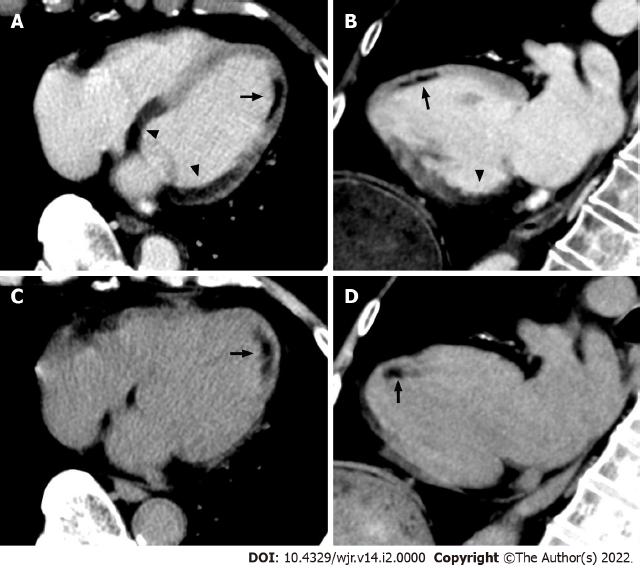 A
B
C
D
DOI: 10.4329/wjr.v14.i2.0000 Copyright ©The Author(s) 2022.